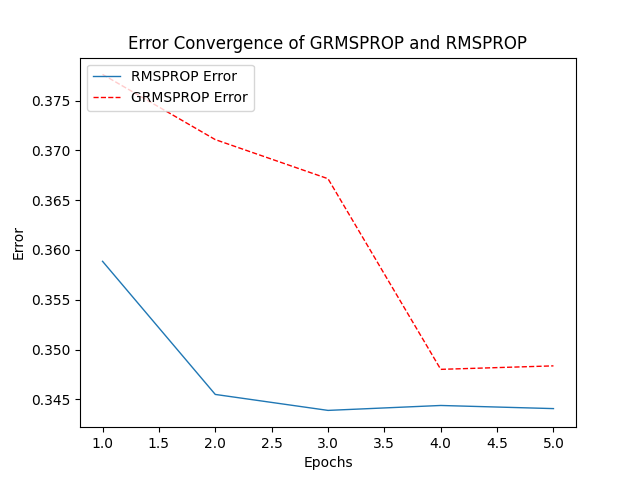 Error Convergence of GRMSPROP and RMSPROP
RMSPROP Error
GRMSPROP Error
0.375
0.370
0.365
0.360
0.355
0.350
0.345
Error
1.0 1.5 2.0 2.5 3.0 3.5 4.0 4.5 5.0
Epochs